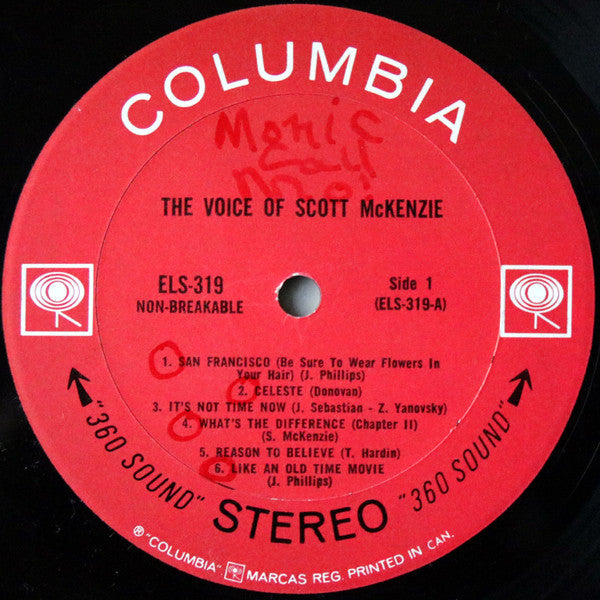 COLUMBIA
THE VOICE OF SCOTT McKENZIE
ELS-319
NON-BREAKABLE
Side 1
(ELS-319-A)
1. SAN FRANCISCO (Be Sure To Wear Flowers In
Your Hair) (J. Phillips)
2. CELESTE (Donovan)
3. IT'S NOT TIME NOW (J. Sebastian - Z. Yanovsky)
4. WHAT'S THE DIFFERENCE (Chapter II)
(S. McKenzie)
5. REASON TO BELIEVE (T. Hardin)
6. LIKE AN OLD TIME MOVIE
(J. Phillips)
"360 SOUND" STEREO "360 SOUND"
® "COLUMBIA" MARCAS REG. PRINTED IN CAN.